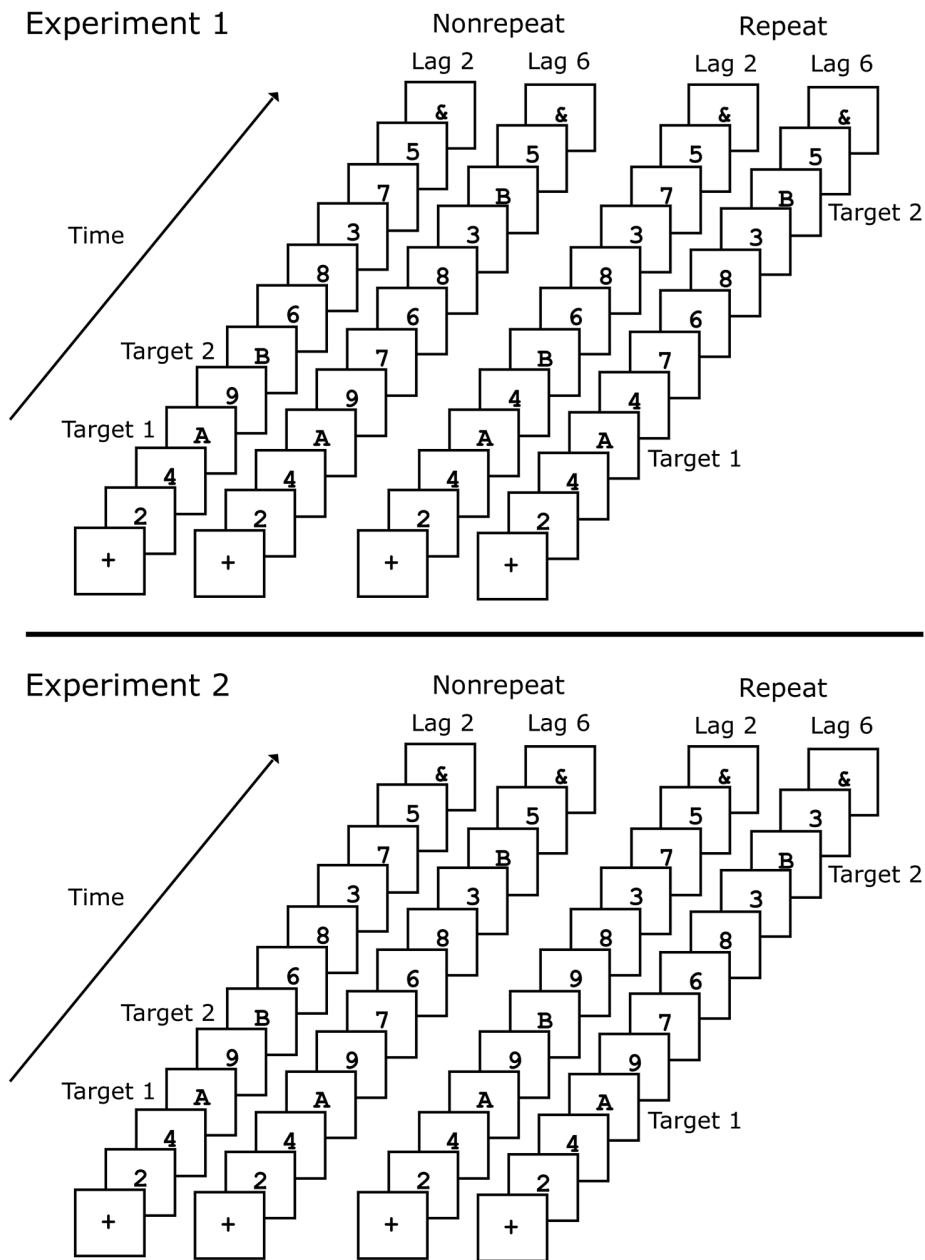 Experiment 1
Nonrepeat Repeat
Lag 2 Lag 6 Lag 2 Lag 6
& & & &
5 5 5 5
7 B 7 B
Target 2
Time 3 3 3 3
8 8 8 8
6 6 6 6
Target 2 B 7 B 7
9 9 4 4
Target 1 A A A A
Target 1
4 4 4 4
2 2 2 2
+ + + +
Experiment 2
Nonrepeat Repeat
Lag 2 Lag 6 Lag 2 Lag 6
& & & &
5 5 5 3
7 B 7 B
Target 2
Time 3 3 3 3
8 8 8 8
6 6 9 6
Target 2 B 7 B 7
9 9 9 9
Target 1 A A A A
Target 1
4 4 4 4
2 2 2 2
+ + + +